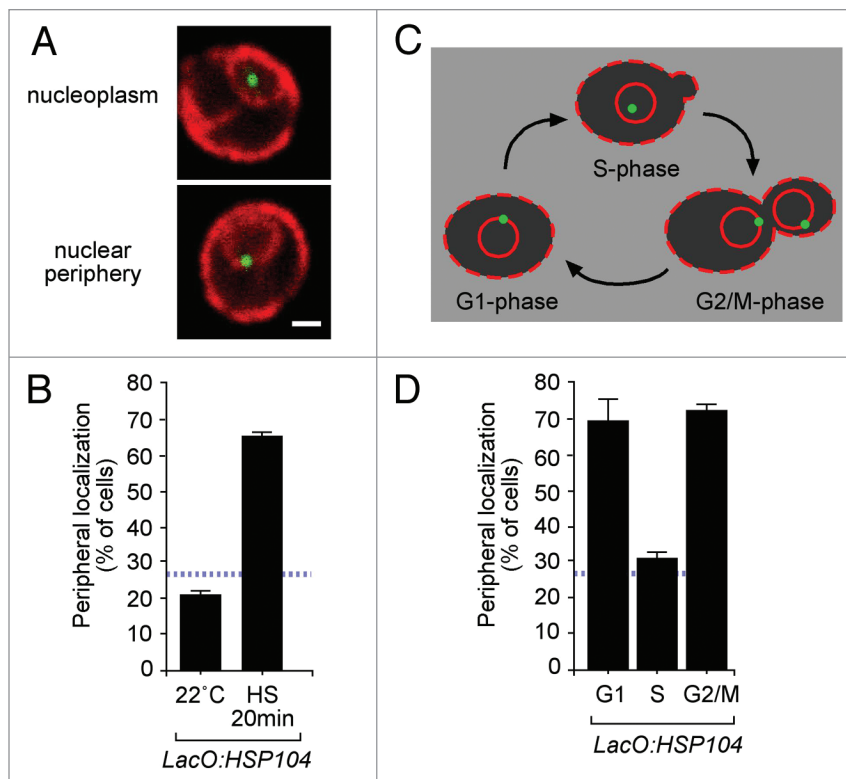 A
nucleoplasm
nuclear
periphery
B
Peripheral localization
(% of cells)
80
70
60
50
40
30
20
10
0
22°C
HS
20min
LacO:HSP104
C
S-phase
G1-phase
G2/M-phase
D
Peripheral localization
(% of cells)
80
70
60
50
40
30
20
10
0
G1
S
G2/M
LacO:HSP104